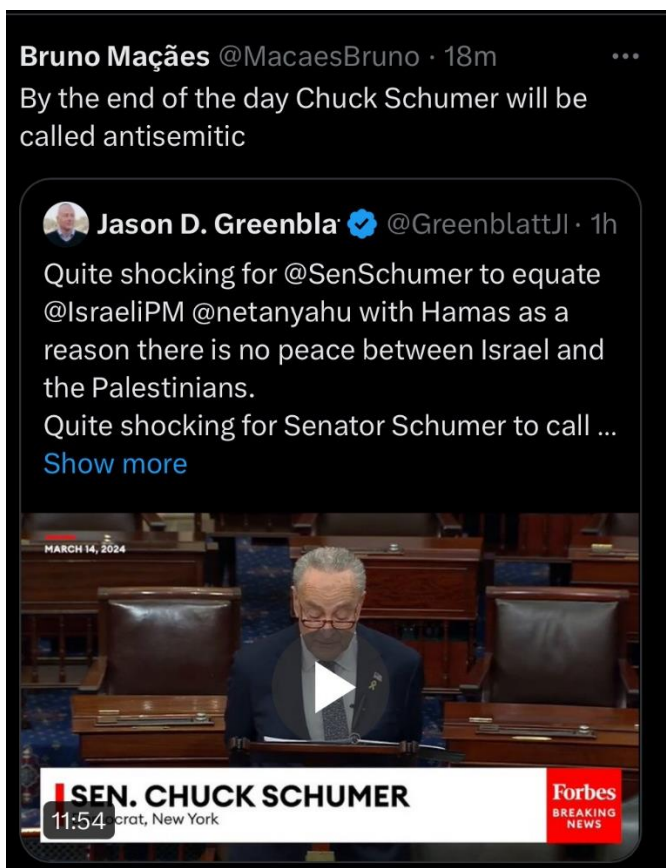 Bruno Maçães @MacaesBruno · 18m
By the end of the day Chuck Schumer will be
called antisemitic
Jason D. Greenbla @GreenblattJI · 1h
Quite shocking for @SenSchumer to equate
@IsraeliPM @netanyahu with Hamas as a
reason there is no peace between Israel and
the Palestinians.
Quite shocking for Senator Schumer to call ...
Show more
MARCH 14, 2024
SEN. CHUCK SCHUMER
11:54 ocrat, New York
Forbes
BREAKING
NEWS